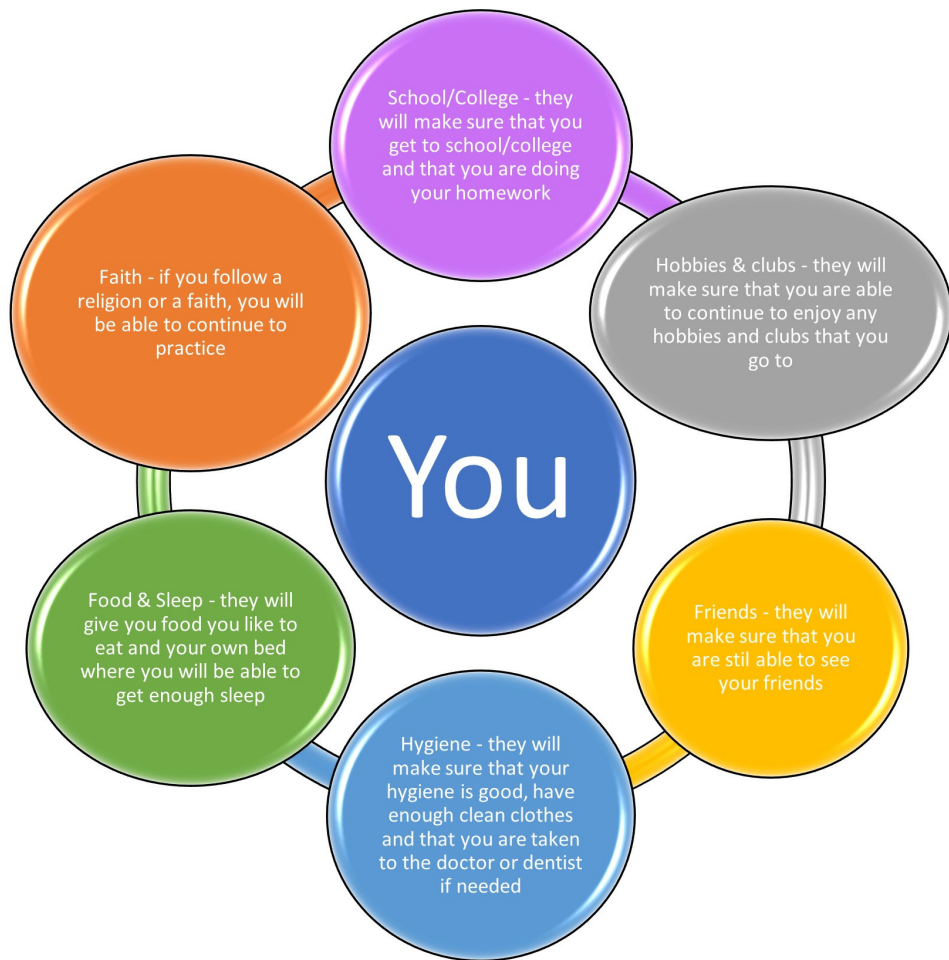 School/College - they
will make sure that you
get to school/college
and that you are doing
your homework
Hobbies & clubs - they will
make sure that you are able
to continue to enjoy any
hobbies and clubs that you
go to
Friends - they will
make sure that you
are stil able to see
your friends
Hygiene - they will
make sure that your
hygiene is good, have
enough clean clothes
and that you are taken
to the doctor or dentist
if needed
Food & Sleep - they will
give you food you like to
eat and your own bed
where you will be able to
get enough sleep
Faith - if you follow a
religion or a faith, you will
be able to continue to
practice
You